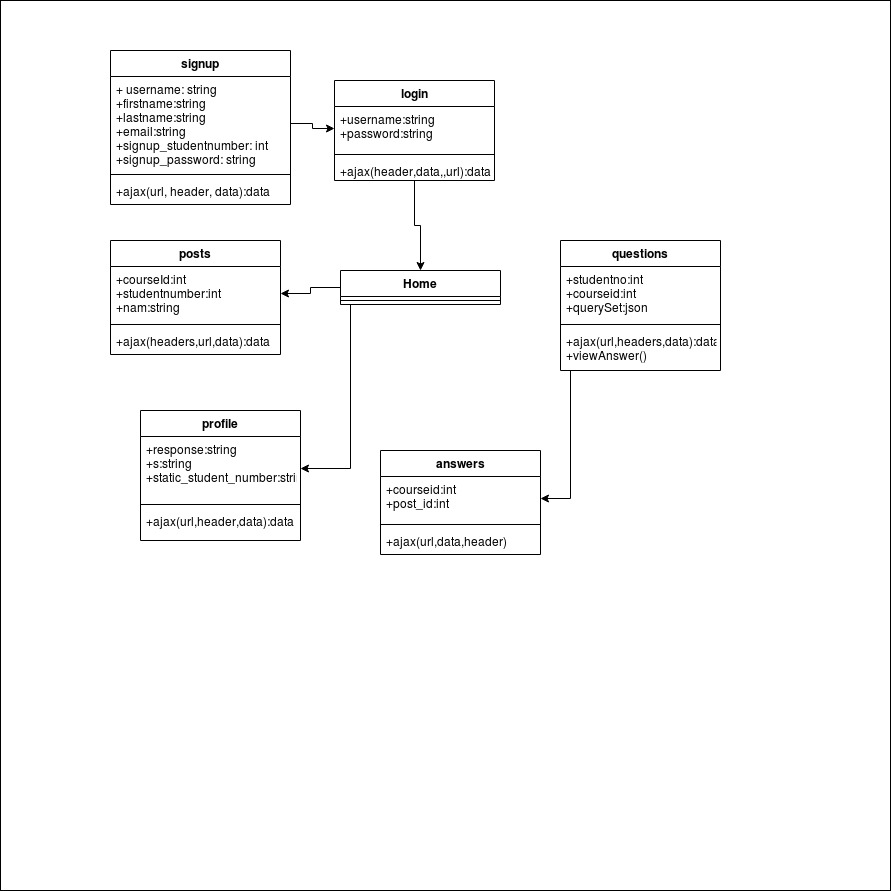 signup
+ username: string
+firstname:string
+lastname:string
+email:string
+signup_studentnumber: int
+signup_password: string
+ajax(url, header, data):data
login
+username:string
+password:string
+ajax(header,data,,url):data
posts
+courseId:int
+studentnumber:int
+nam:string
+ajax(headers,url,data):data
Home
questions
+studentno:int
+courseid:int
+querySet:json
+ajax(url,headers,data):data
+viewAnswer()
profile
+response:string
+s:string
+static_student_number:stri
+ajax(url,header,data):data
answers
+courseid:int
+post_id:int
+ajax(url,data,header)